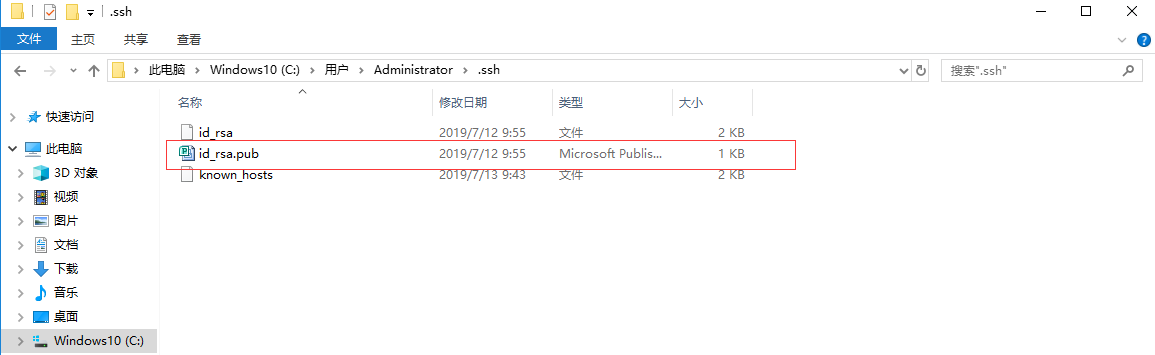 .ssh
文件 主页 共享 查看
此电脑 Windows10 (C:) 用户 Administrator .ssh 搜索".ssh"
名称 修改日期 类型 大小
快速访问
id_rsa 2019/7/12 9:55 文件 2 KB
此电脑
id_rsa.pub 2019/7/12 9:55 Microsoft Publis... 1 KB
3D 对象
known_hosts 2019/7/13 9:43 文件 2 KB
视频
图片
文档
下载
音乐
桌面
Windows10 (C:)